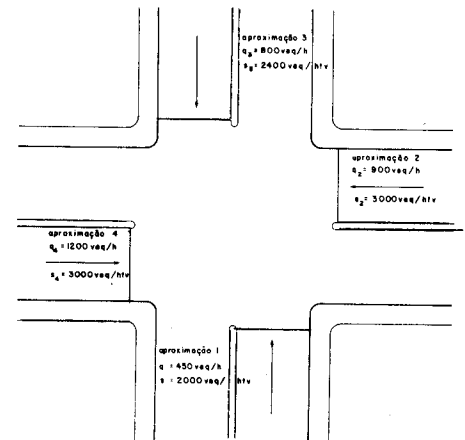 aproximação 3
q₃= 800 veq/h
s₃= 2400 veq/htv
aproximação 2
q₂= 900 veq/h
s₂= 3000 veq/htv
aproximação 4
q₄= 1200 veq/h
s₄= 3000 veq/htv
aproximação 1
q = 450 veq/h
s = 2000 veq/htv